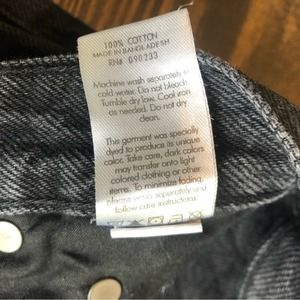 100% COTTON
MADE IN BANGLADESH
RN# 090233
Machine wash separately in
cold water. Do not bleach.
Tumble dry low. Cool iron
as needed. Do not dry
clean.
This garment was specially
dyed to produce its unique
color. Take care, dark colors
may transfer onto light
colored clothing or other
items. To minimize fading,
always wash separately and
follow care instructions.